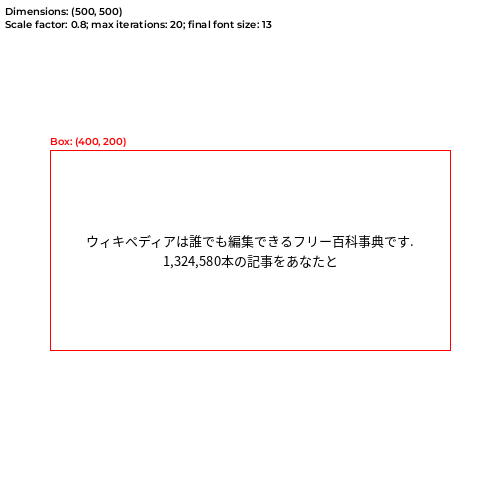 Dimensions: (500, 500)
Scale factor: 0.8; max iterations: 20; final font size: 13
Box: (400, 200)
ウィキペディアは誰でも編集できるフリー百科事典です.
1,324,580本の記事をあなたと